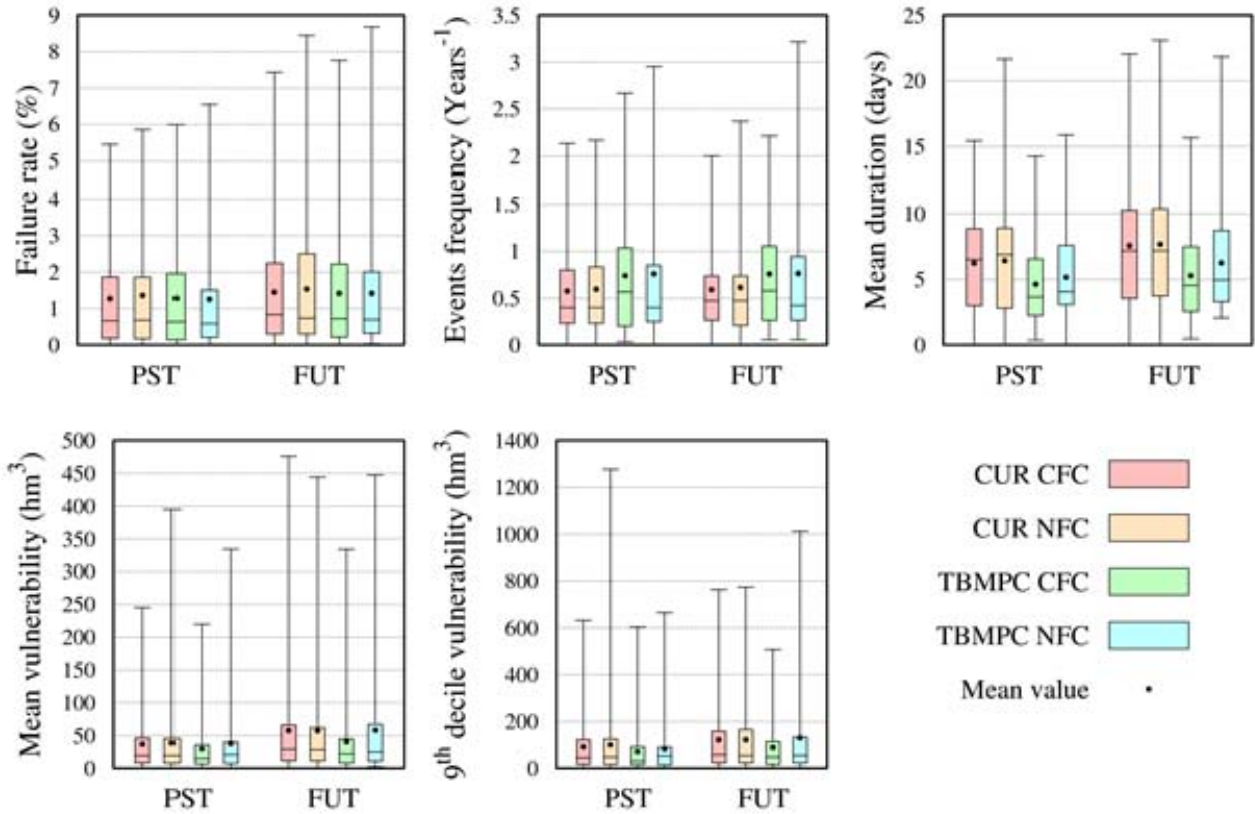 Failure rate (%)
9
8
7
6
5
4
3
2
1
0
PST FUT
Events frequency (Years⁻¹)
3.5
3
2.5
2
1.5
1
0.5
0
PST FUT
Mean duration (days)
25
20
15
10
5
0
PST FUT
Mean vulnerability (hm³)
500
450
400
350
300
250
200
150
100
50
0
PST FUT
9ᵗʰ decile vulnerability (hm³)
1400
1200
1000
800
600
400
200
0
PST FUT
CUR CFC
CUR NFC
TBMPC CFC
TBMPC NFC
Mean value